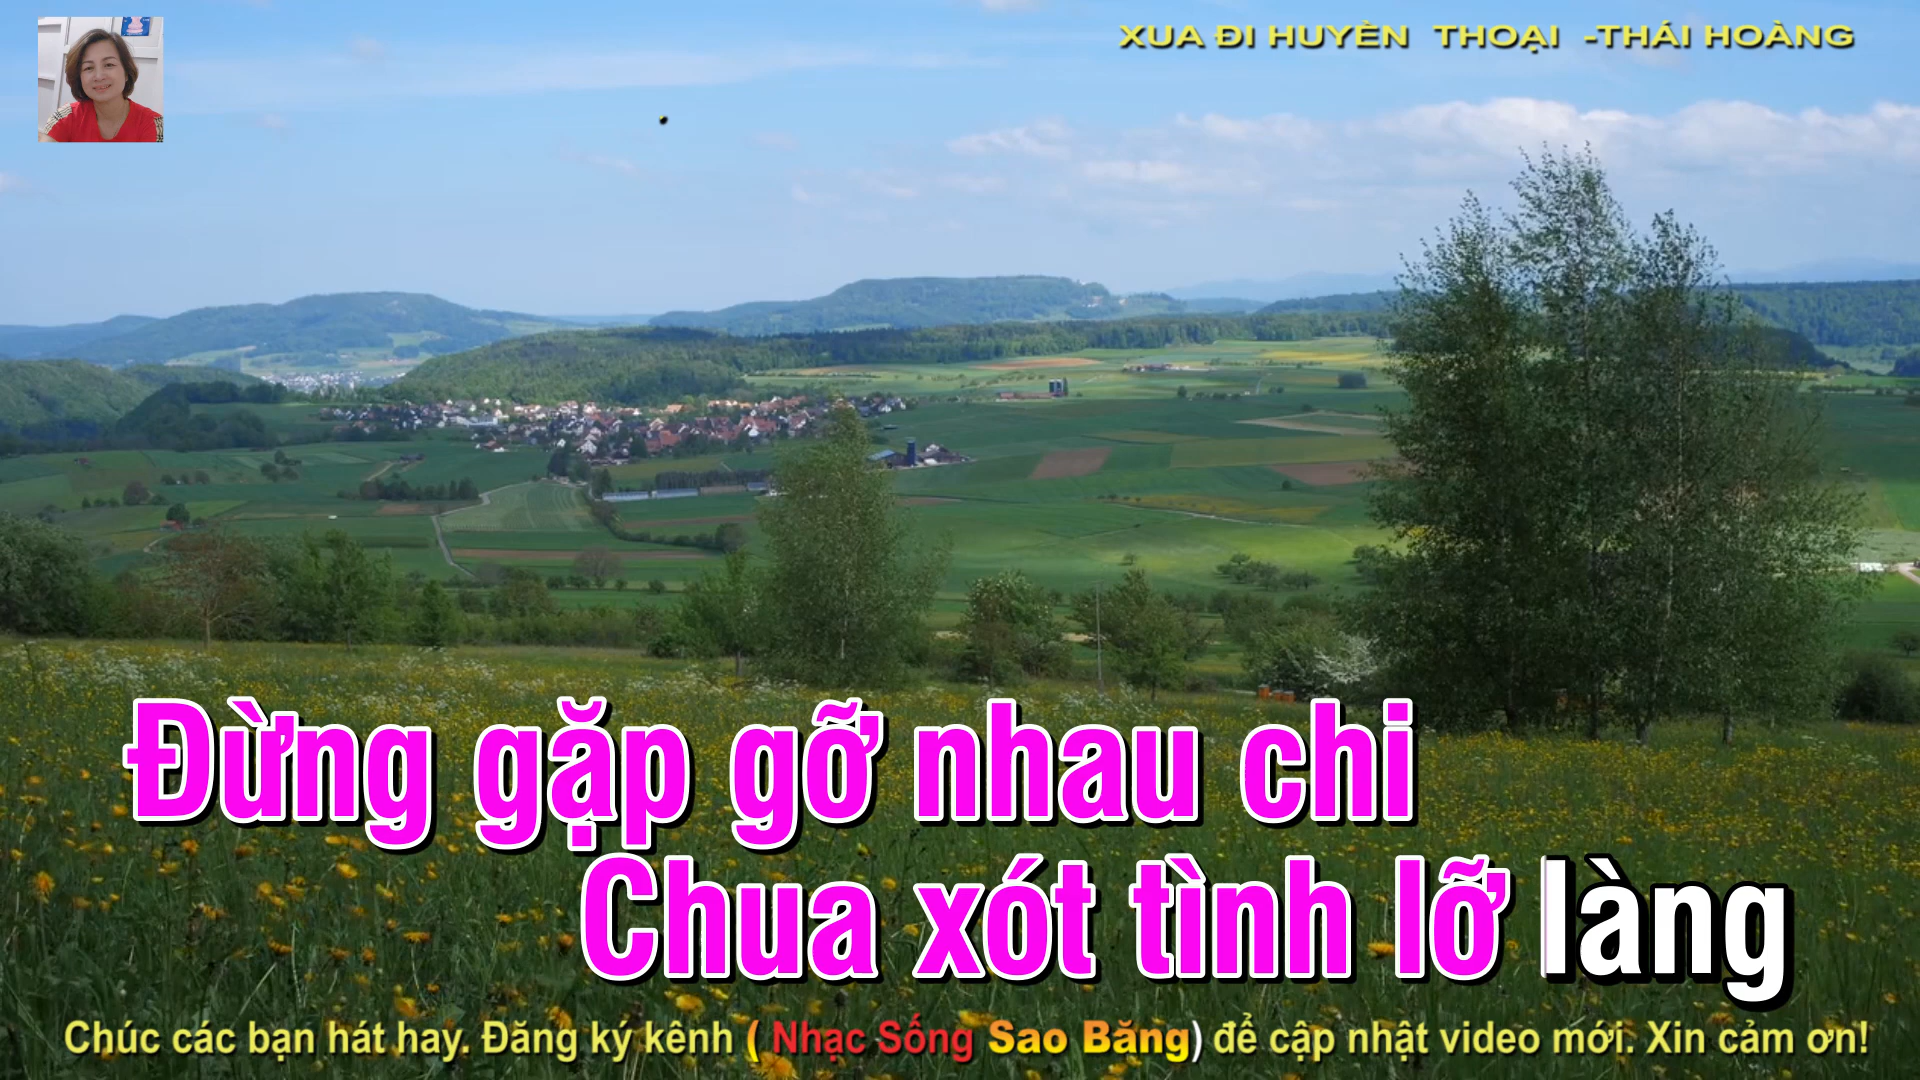 XUA ĐI HUYỀN THOẠI -THÁI HOÀNG
Đừng gặp gỡ nhau chi
Chua xót tình lỡ làng
Chúc các bạn hát hay. Đăng ký kênh ( Nhạc Sống Sao Băng) để cập nhật video mới. Xin cảm ơn!